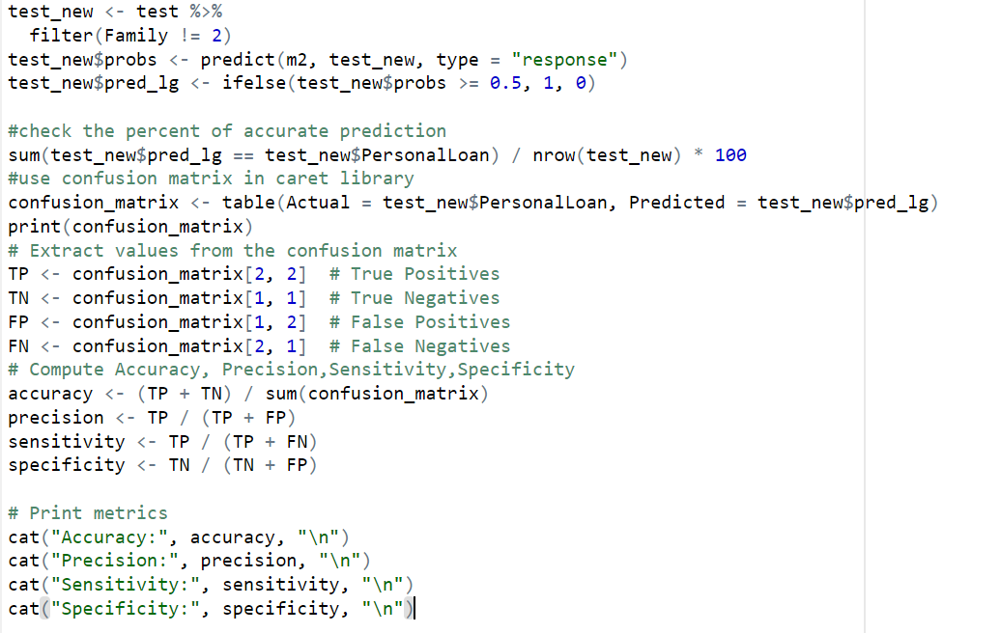 test_new <- test %>%
  filter(Family != 2)
test_new$probs <- predict(m2, test_new, type = "response")
test_new$pred_lg <- ifelse(test_new$probs >= 0.5, 1, 0)

#check the percent of accurate prediction
sum(test_new$pred_lg == test_new$PersonalLoan) / nrow(test_new) * 100
#use confusion matrix in caret library
confusion_matrix <- table(Actual = test_new$PersonalLoan, Predicted = test_new$pred_lg)
print(confusion_matrix)
# Extract values from the confusion matrix
TP <- confusion_matrix[2, 2]  # True Positives
TN <- confusion_matrix[1, 1]  # True Negatives
FP <- confusion_matrix[1, 2]  # False Positives
FN <- confusion_matrix[2, 1]  # False Negatives
# Compute Accuracy, Precision,Sensitivity,Specificity
accuracy <- (TP + TN) / sum(confusion_matrix)
precision <- TP / (TP + FP)
sensitivity <- TP / (TP + FN)
specificity <- TN / (TN + FP)

# Print metrics
cat("Accuracy:", accuracy, "\n")
cat("Precision:", precision, "\n")
cat("Sensitivity:", sensitivity, "\n")
cat("Specificity:", specificity, "\n")